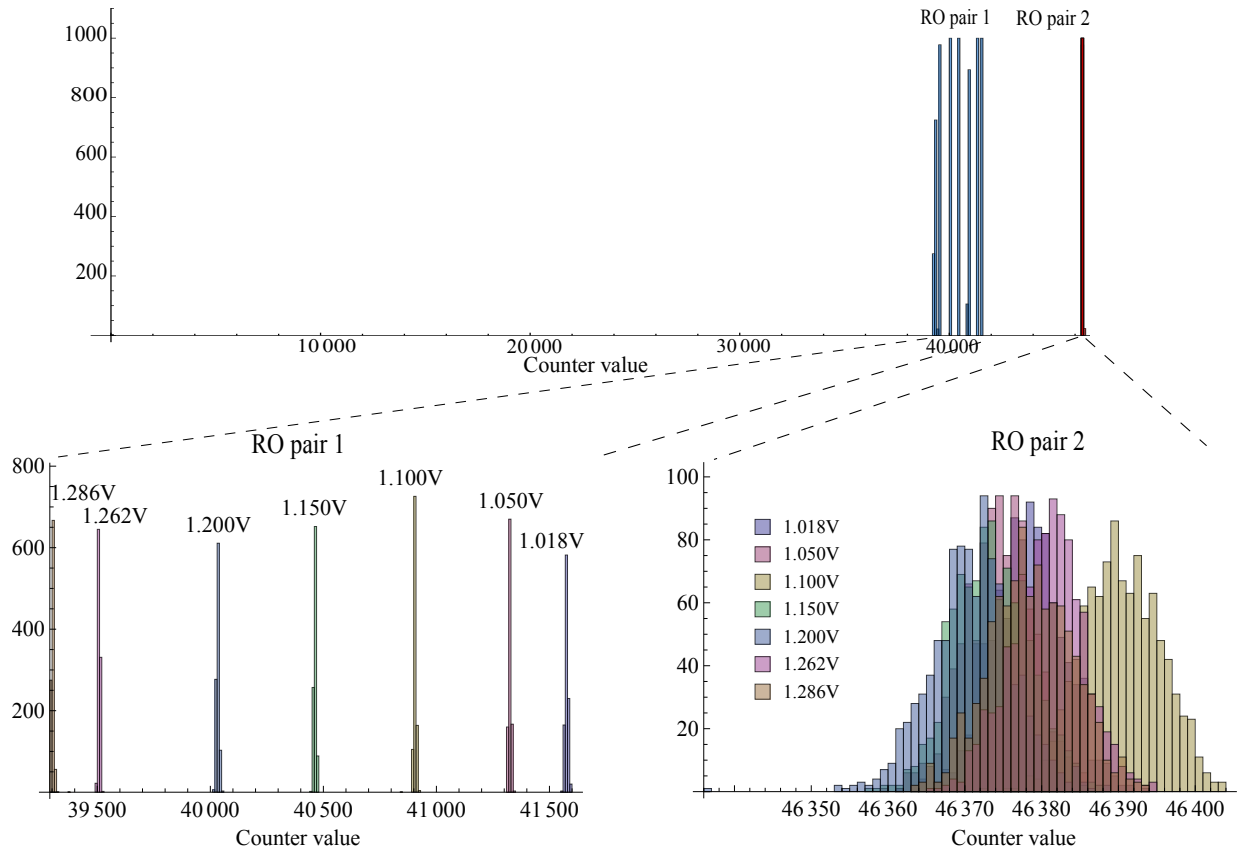 RO pair 1 RO pair 2
1000
800
600
400
200
10 000 20 000 30 000 40 000
Counter value
RO pair 1
800
600
400
200
0
1.286V
1.262V
1.200V
1.150V
1.100V
1.050V
1.018V
39 500 40 000 40 500 41 000 41 500
Counter value
RO pair 2
100
80
60
40
20
1.018V
1.050V
1.100V
1.150V
1.200V
1.262V
1.286V
46 350 46 360 46 370 46 380 46 390 46 400
Counter value